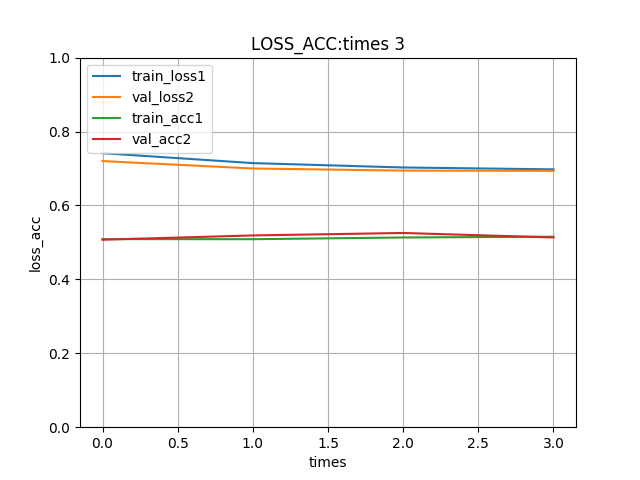 LOSS_ACC:times 3
train_loss1
val_loss2
train_acc1
val_acc2
loss_acc
1.0
0.8
0.6
0.4
0.2
0.0
0.0 0.5 1.0 1.5 2.0 2.5 3.0
times